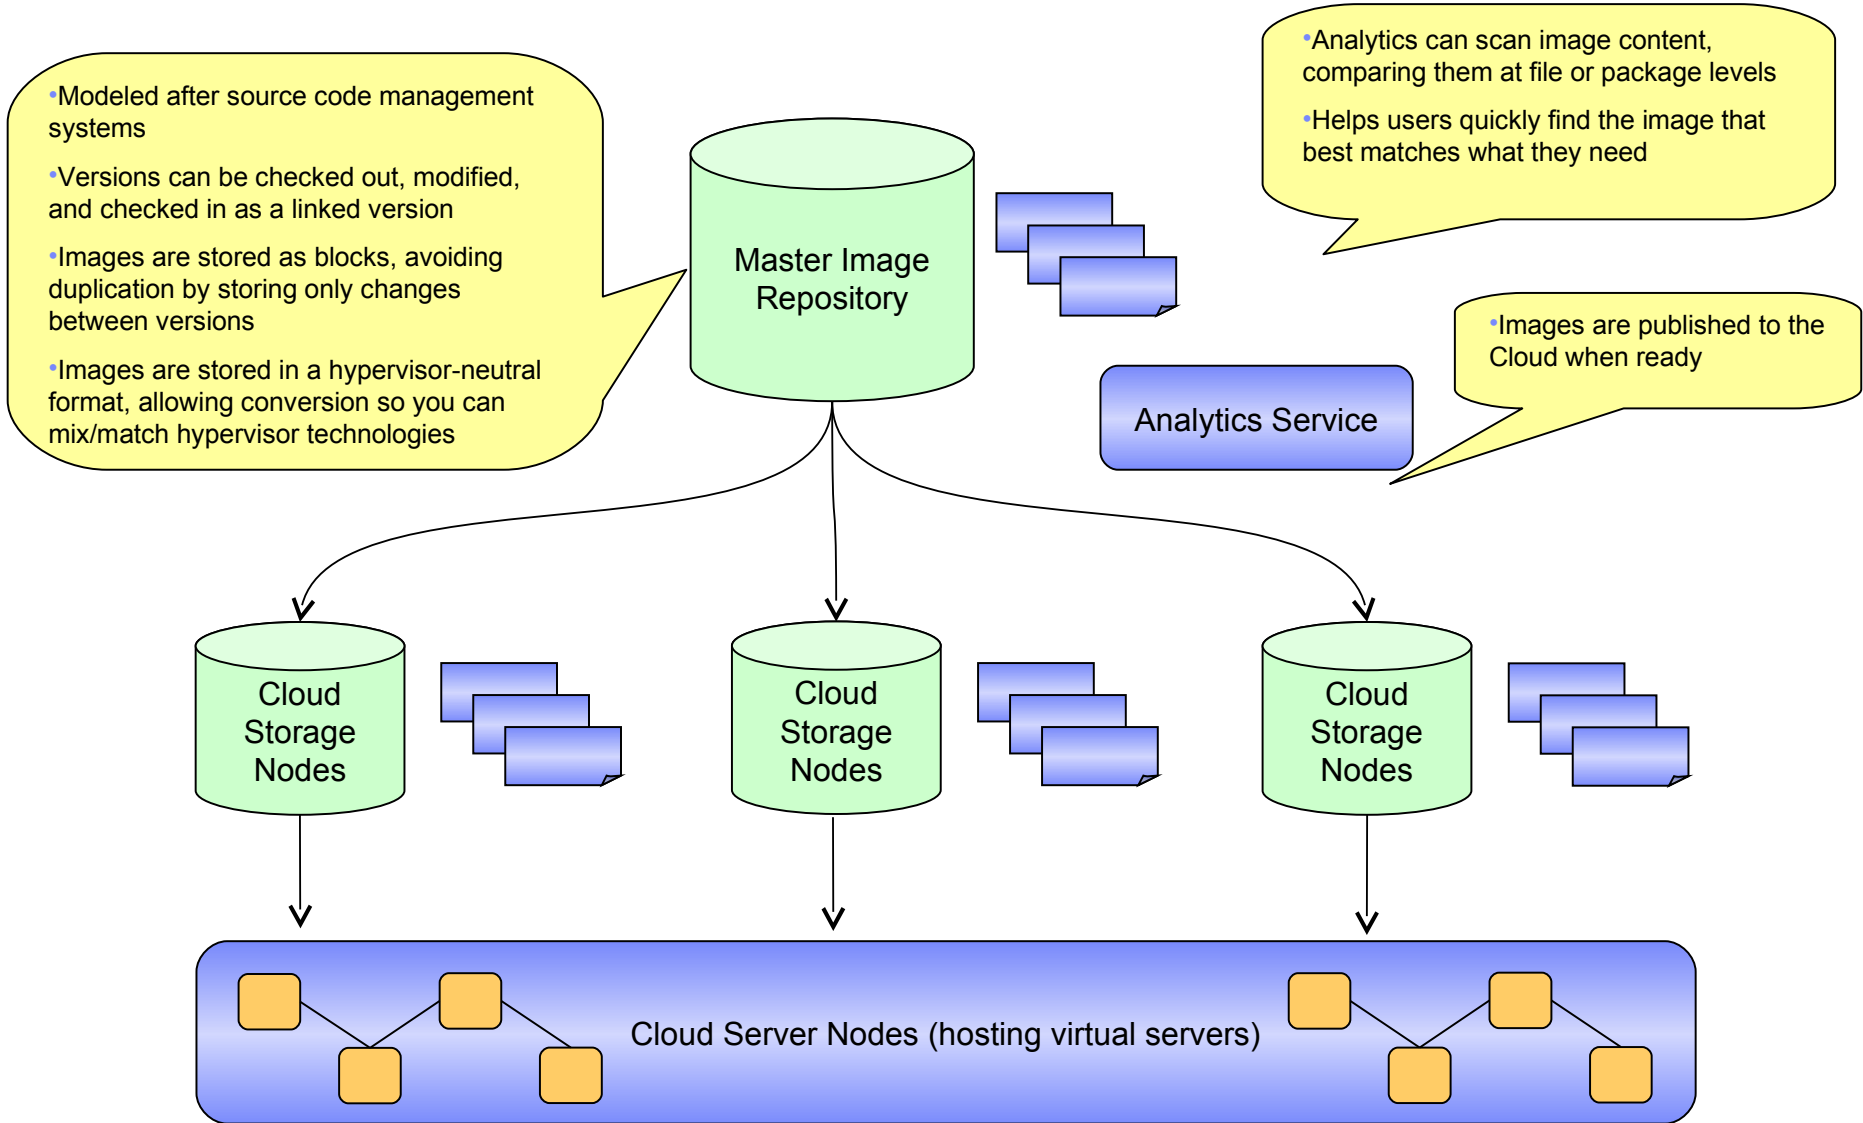 •Modeled after source code management
systems
•Versions can be checked out, modified,
and checked in as a linked version
•Images are stored as blocks, avoiding
duplication by storing only changes
between versions
•Images are stored in a hypervisor-neutral
format, allowing conversion so you can
mix/match hypervisor technologies
Master Image
Repository
•Analytics can scan image content,
comparing them at file or package levels
•Helps users quickly find the image that
best matches what they need
•Images are published to the
Cloud when ready
Analytics Service
Cloud
Storage
Nodes
Cloud
Storage
Nodes
Cloud
Storage
Nodes
Cloud Server Nodes (hosting virtual servers)